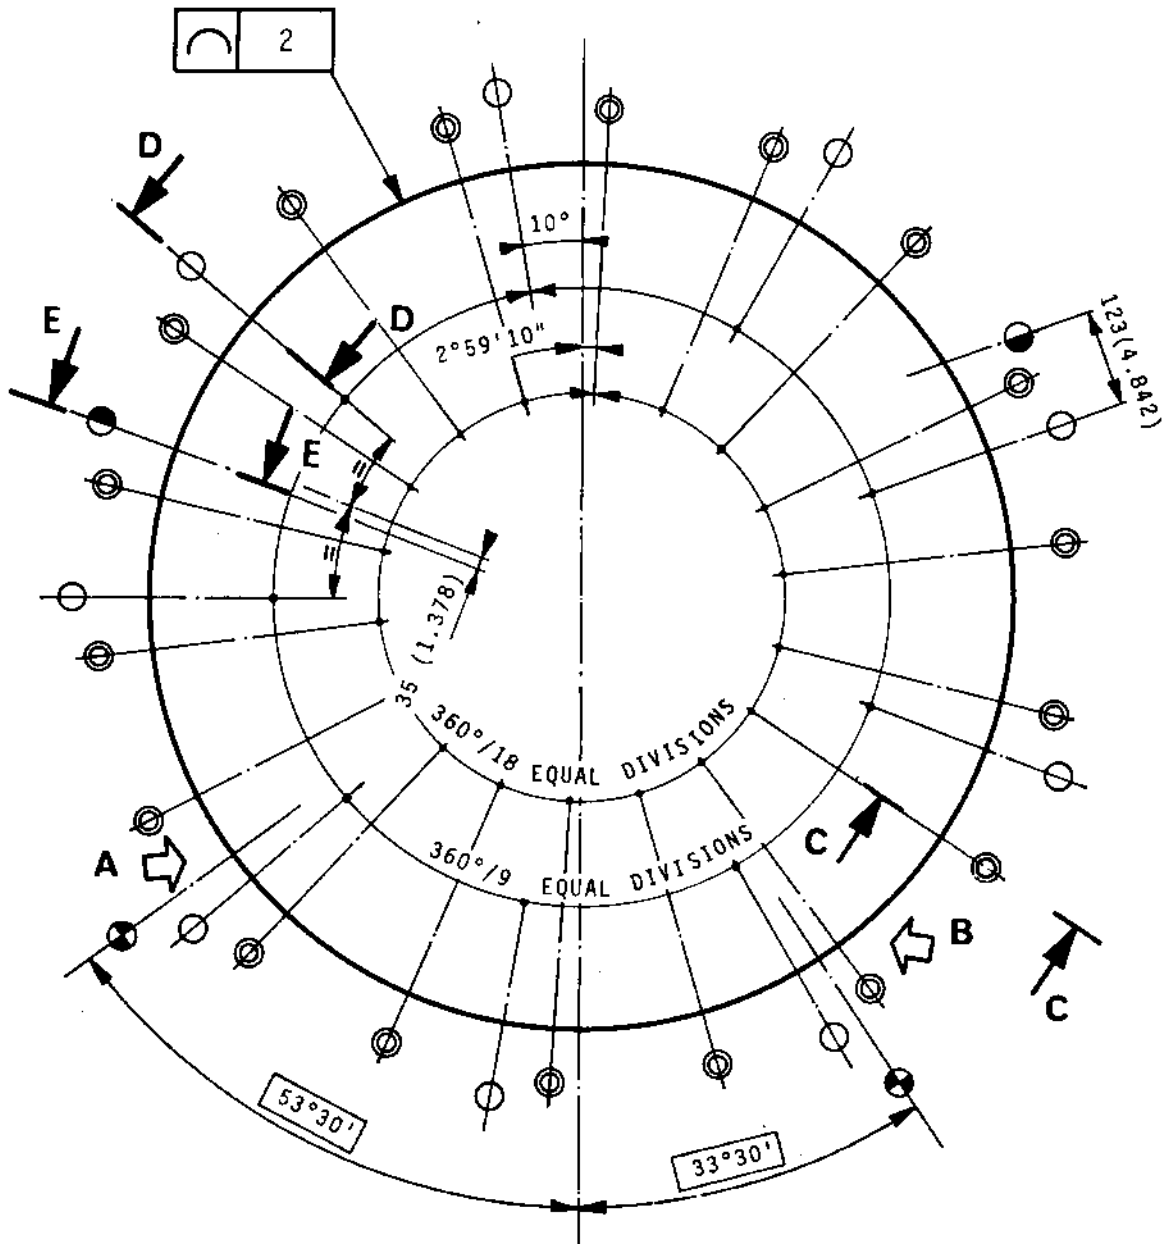 2
D
10°
E
D
2°59'10"
123(4.842)
E
=
=
35 (1.378)
360°/18 EQUAL DIVISIONS
360°/9 EQUAL DIVISIONS
C
A
B
C
53°30'
33°30'